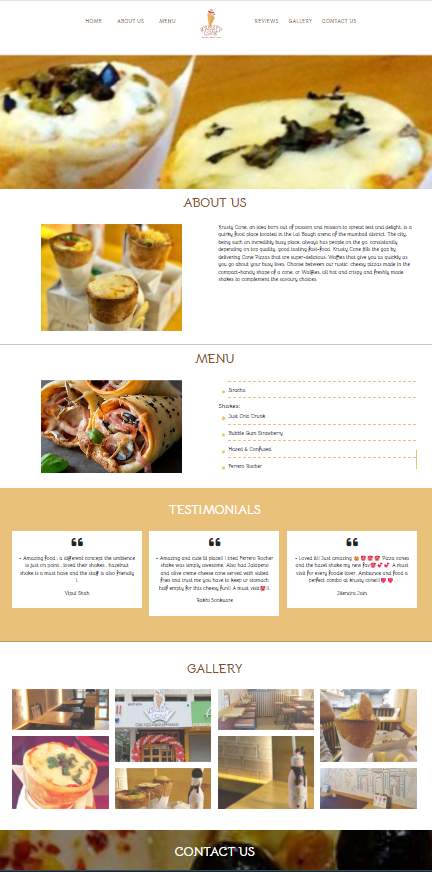 HOME ABOUT US MENU REVIEWS GALLERY CONTACT US
ABOUT US
Krusty Cone, an idea born out of passion and mission to spread test and delight, is a
quirky food place located in the Lal Baugh arena of the mumbai district. The city,
being such an incredibly busy place, always has people on the go, consistently
depending on top quality, good tasting fast-food. Krusty Cone fills the gap by
delivering Cone Pizzas that are super-delicious. Waffles that give you as quickly as
you go about your busy lives. Choose between our rustic, cheesy pizzas made in the
compact-handy shape of a cone, or Waffles, all hot and crispy and freshly made
shakes to complement the savoury choices.
MENU
Siracha
Shakes:
Just Orio 'Drunk
Bubble Gum Strawberry
Hazed & Confused
Ferrero Rocher
TESTIMONIALS
- Amazing food.. a different concept..the ambience
is just on point.. loved their shakes... hazelnut
shake is a must have and the staff is also friendly
:).
Vipul Shah
- Amazing and cute lil place!! I tried Ferrero Rocher
shake was simply awesome. Also had Jalapeno
and olive creme cheese cone served with salted
fries and trust me you have to keep ur stomach
half empty for this cheesy fun!! A must visit😍!!
Rakhi Sonkusre
- Loved it!! Just amazing 😍😍😍😍 Pizza cones
and the hazed shake my new fav😍💕💕 A must
visit for every foodie lover. Ambiance and food a
perfect combo at krusty cone!!❤️❤️.
Jitendra Jain
GALLERY
CONTACT US